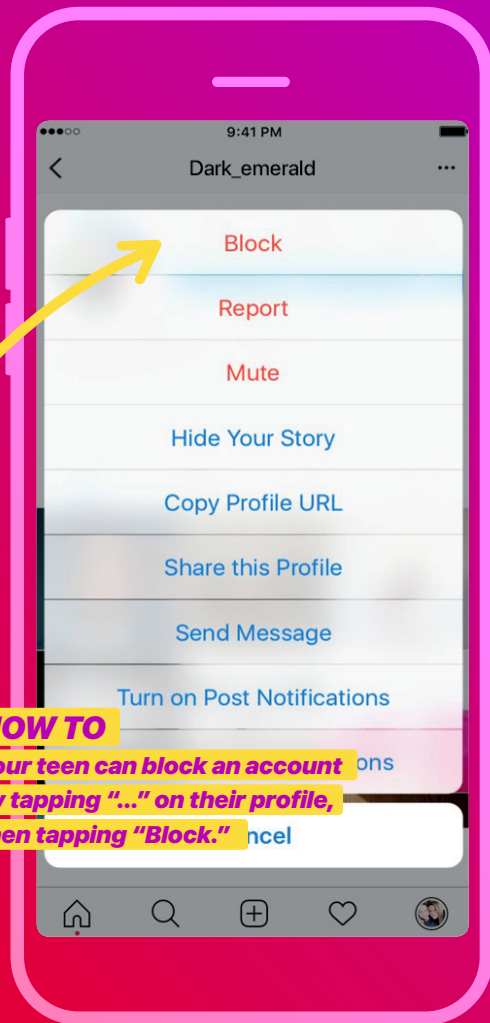 9:41 PM
Dark_emerald
Block
Report
Mute
Hide Your Story
Copy Profile URL
Share this Profile
Send Message
Turn on Post Notifications
OW TO
our teen can block an account
ons
y tapping “...” on their profile,
en tapping “Block.”
ncel